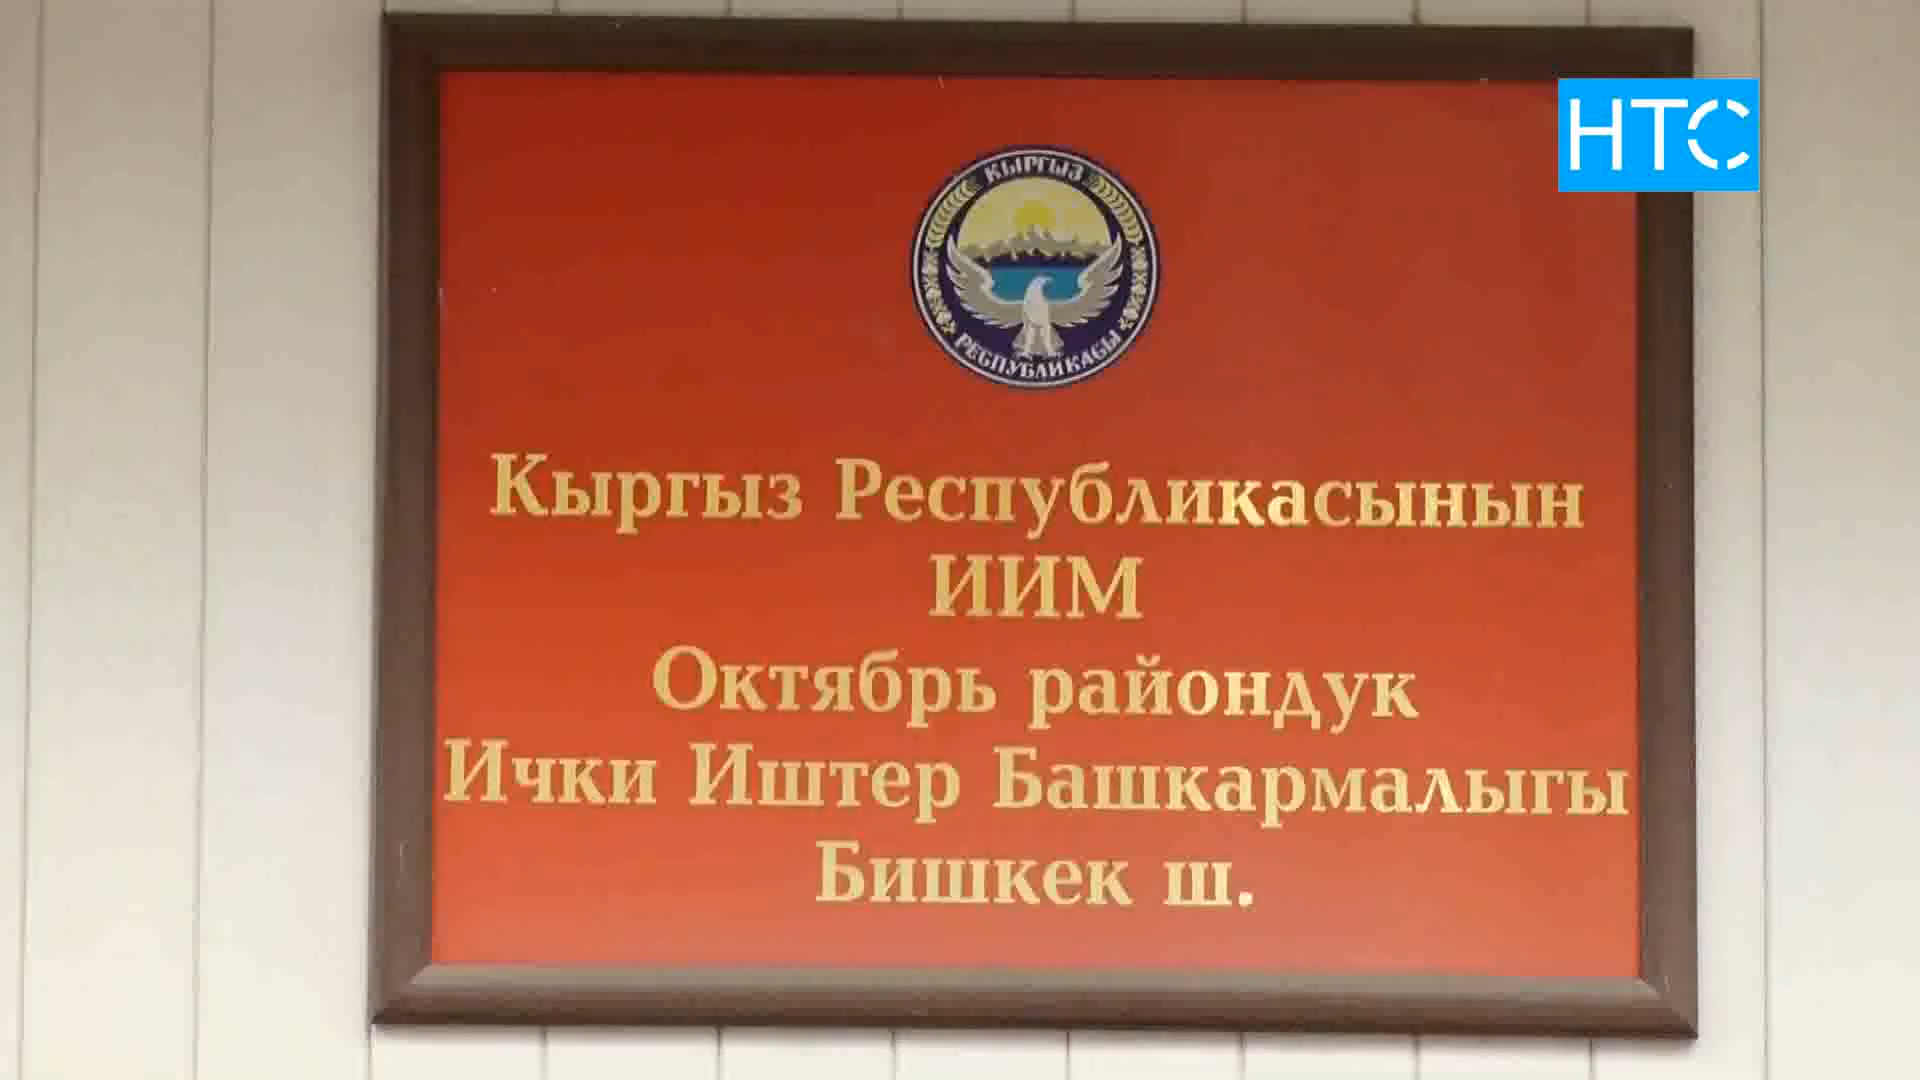 НТС
КЫРГЫЗ
РЕСПУБЛИКАСЫ
Кыргыз Республикасынын
ИИМ
Октябрь райондук
Ички Иштер Башкармалыгы
Бишкек ш.